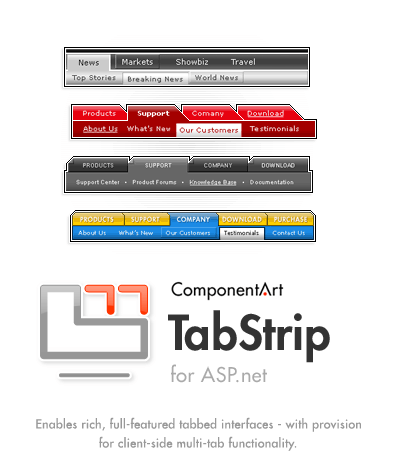 News Markets Showbiz Travel
Top Stories Breaking News World News
Products Support Comany Download
About Us What's New Our Customers Testimonials
PRODUCTS SUPPORT COMPANY DOWNLOAD
Support Center • Product Forums • Knowledge Base • Documentation
PRODUCTS SUPPORT COMPANY DOWNLOAD PURCHASE
About Us What's New Our Customers Testimonials Contact Us
ComponentArt
TabStrip
for ASP.net
Enables rich, full-featured tabbed interfaces - with provision
for client-side multi-tab functionality.